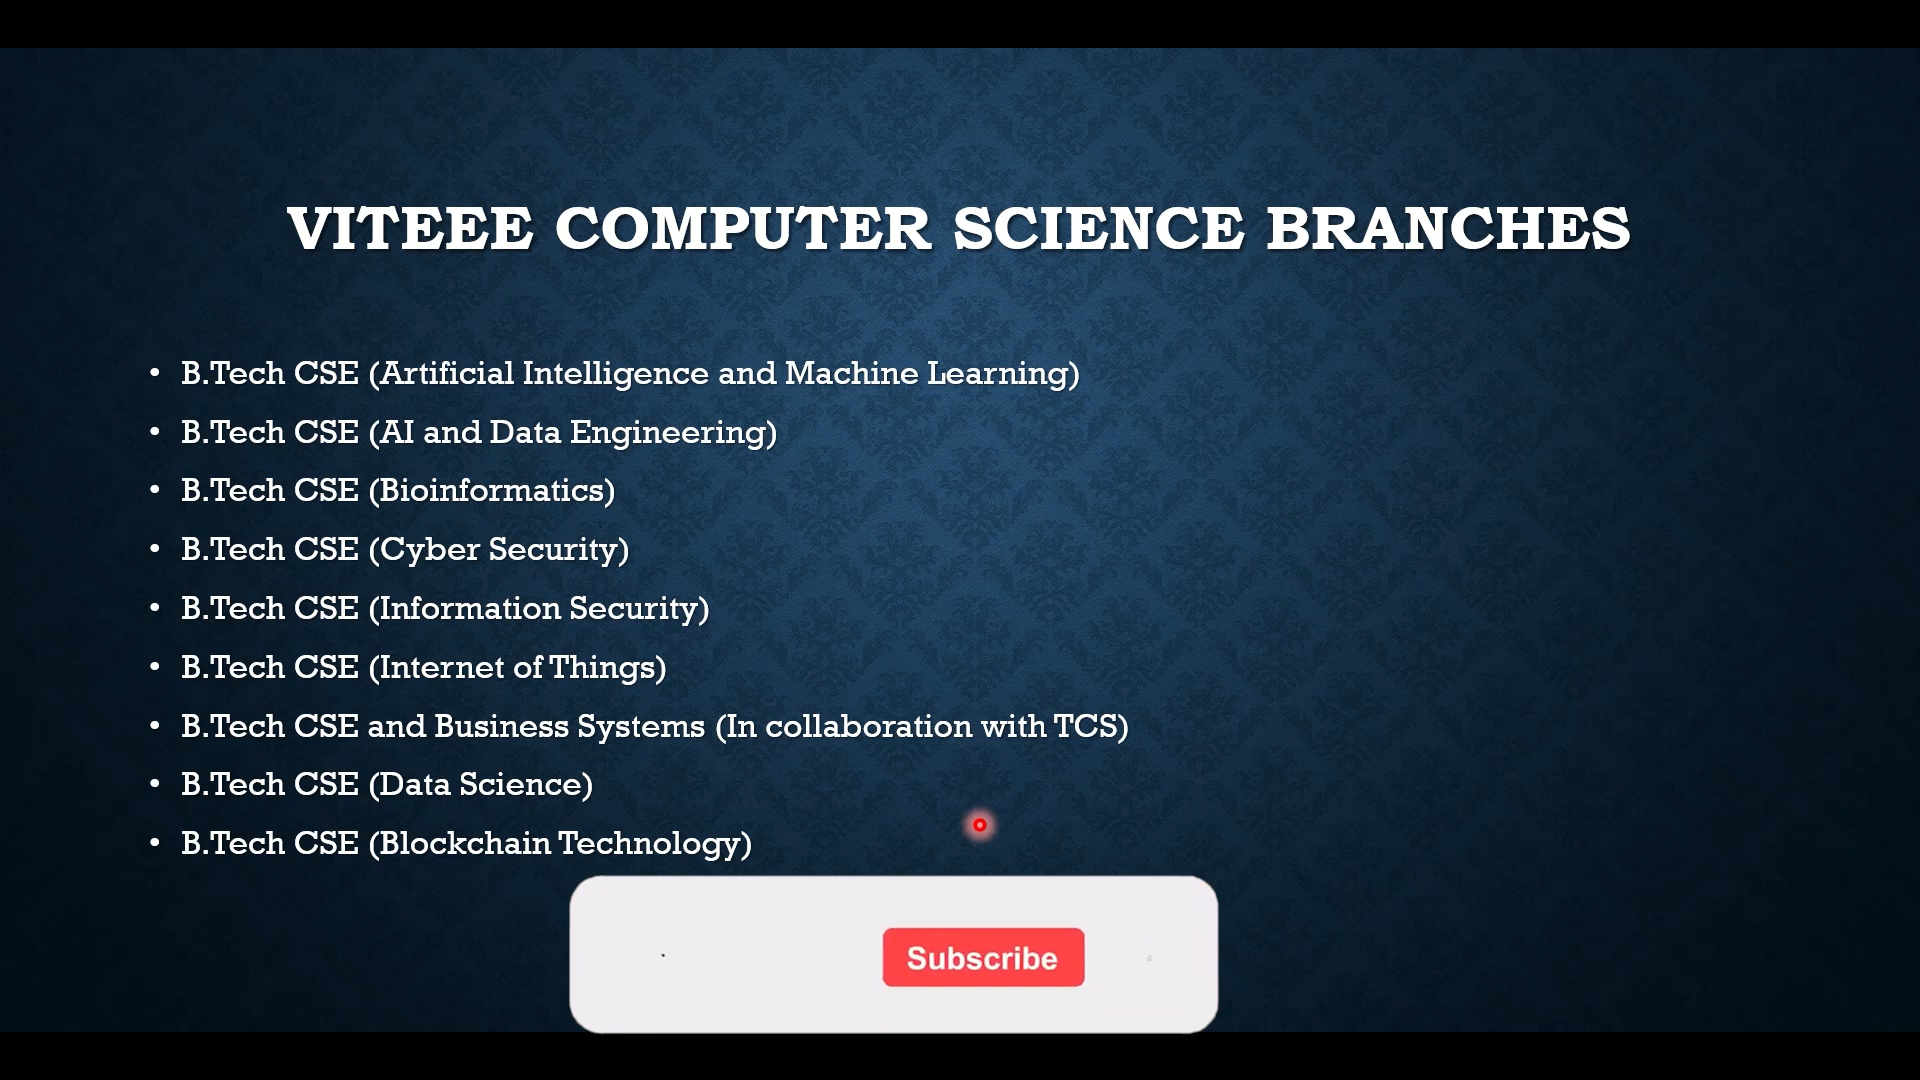 VITEEE COMPUTER SCIENCE BRANCHES
• B.Tech CSE (Artificial Intelligence and Machine Learning)
• B.Tech CSE (AI and Data Engineering)
• B.Tech CSE (Bioinformatics)
• B.Tech CSE (Cyber Security)
• B.Tech CSE (Information Security)
• B.Tech CSE (Internet of Things)
• B.Tech CSE and Business Systems (In collaboration with TCS)
• B.Tech CSE (Data Science)
• B.Tech CSE (Blockchain Technology)
Subscribe